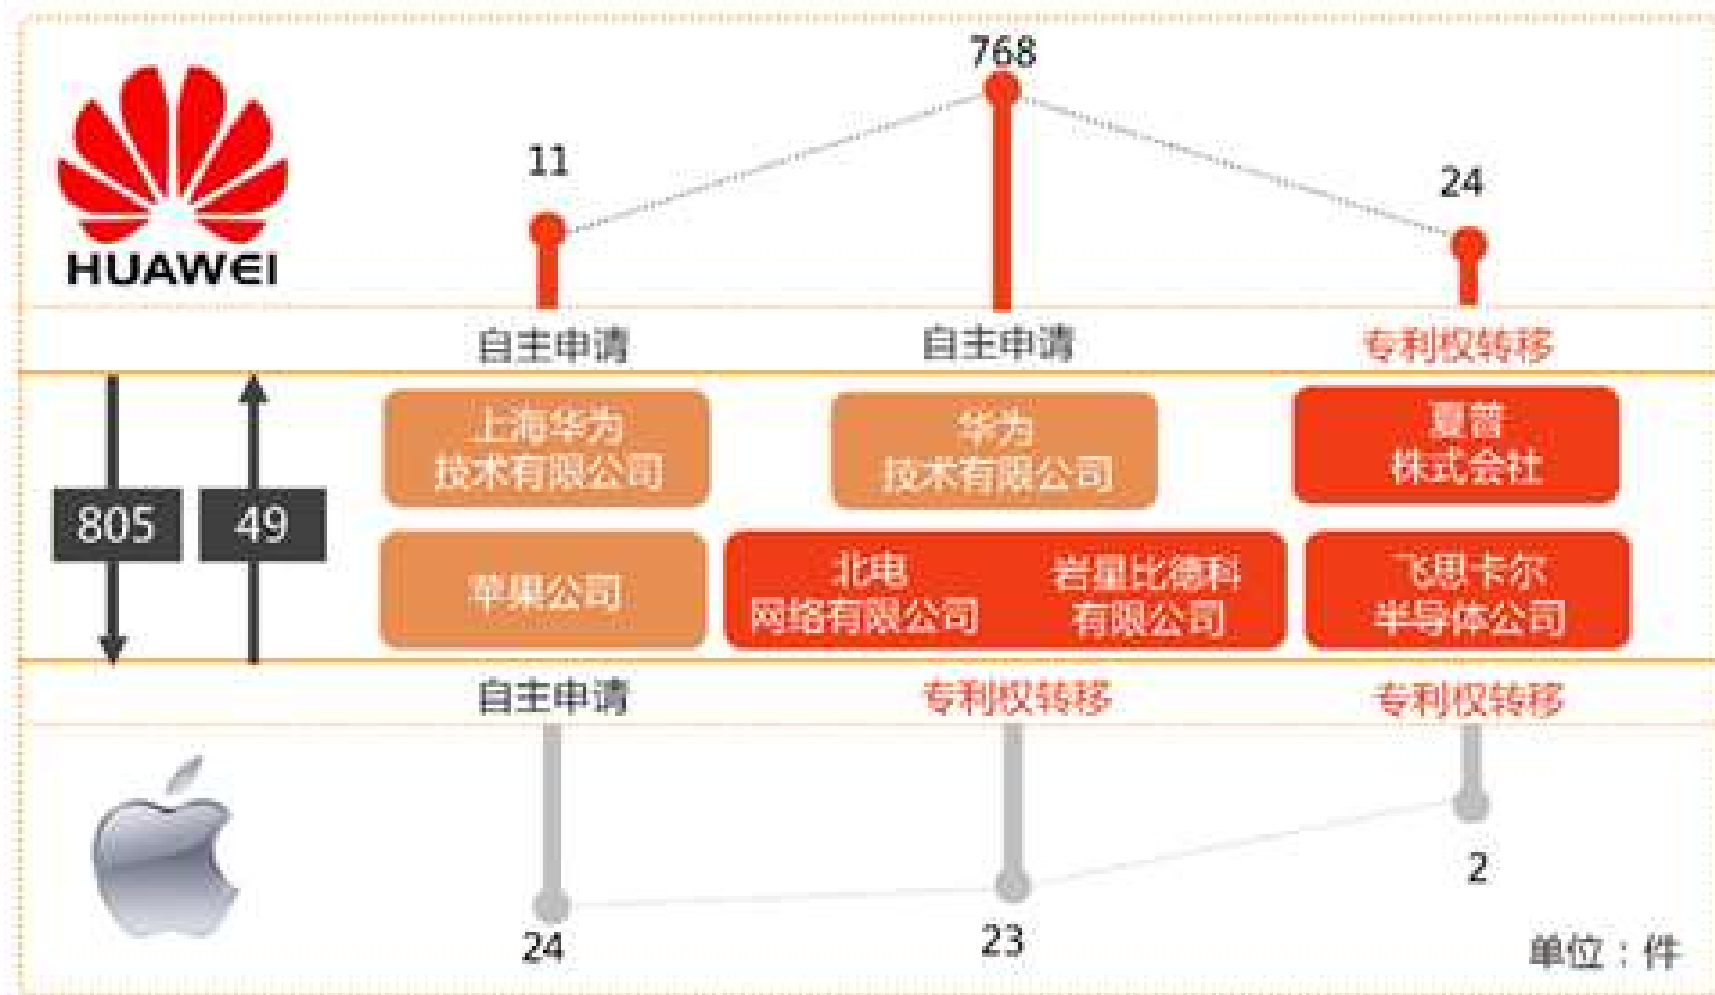 768
11
24
HUAWEI
自主申请
自主申请
专利权转移
上海华为
技术有限公司
华为
技术有限公司
夏普
株式会社
805
49
苹果公司
北电
网络有限公司
岩星比德科
有限公司
飞思卡尔
半导体公司
自主申请
专利权转移
专利权转移
24
23
2
单位：件